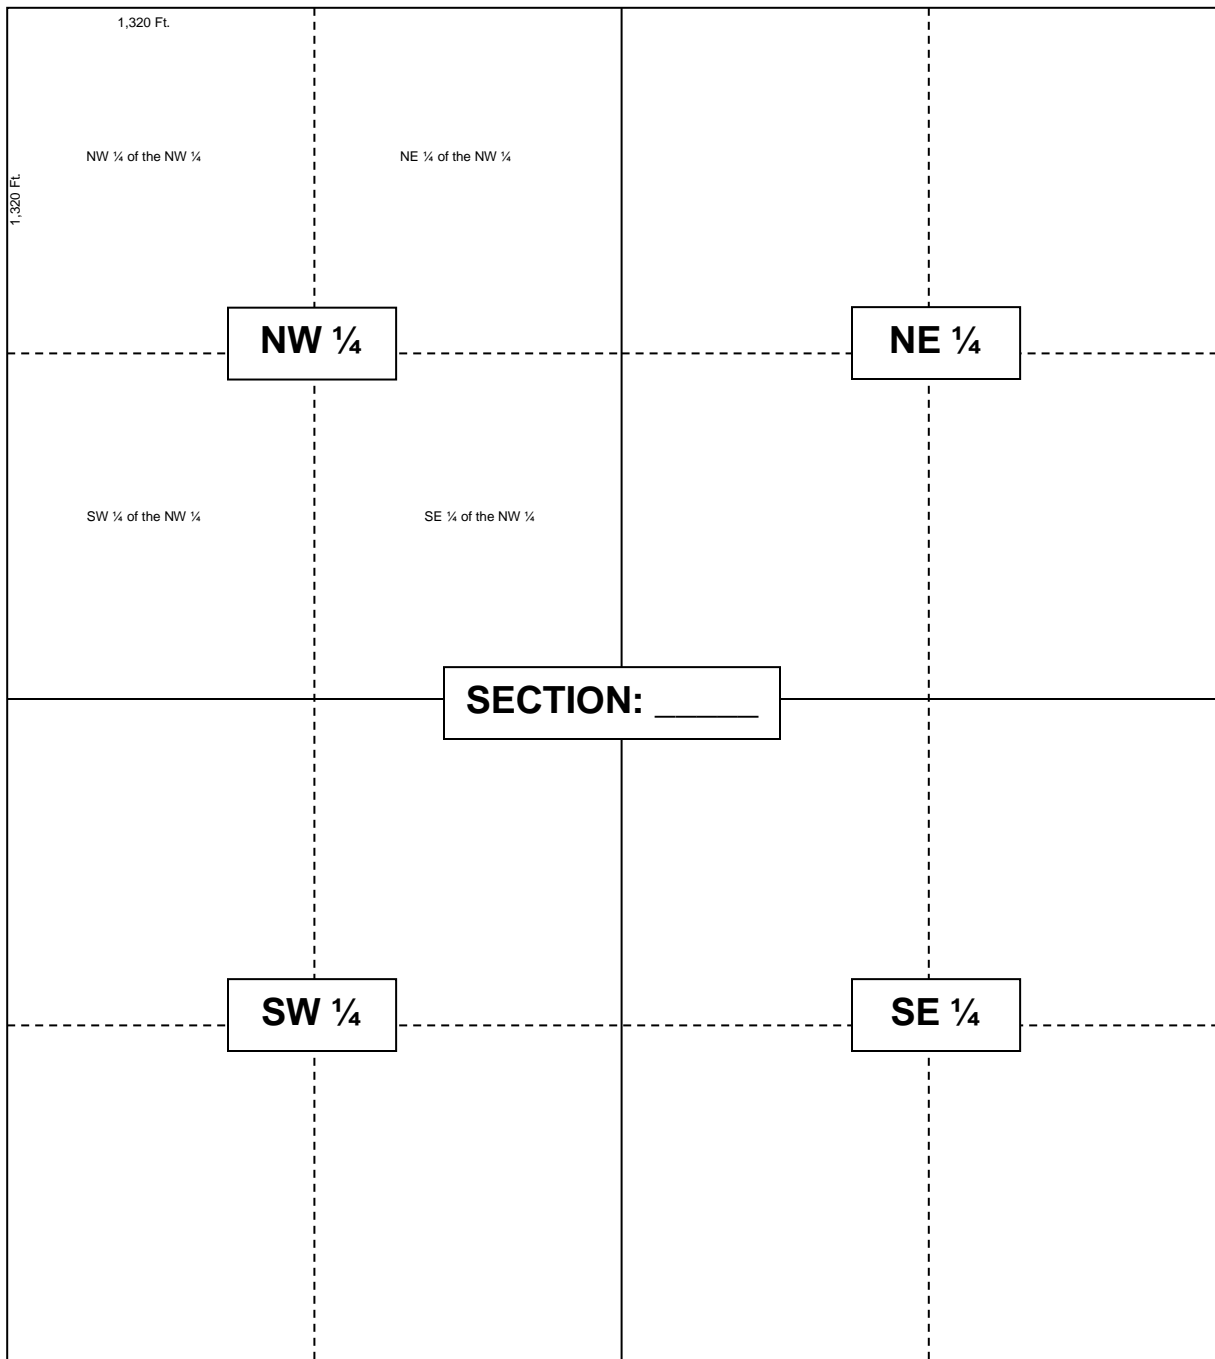 1,320 Ft.
NW ¼ of the NW ¼
NE ¼ of the NW ¼
1,320 Ft.
NW ¼
NE ¼
SW ¼ of the NW ¼
SE ¼ of the NW ¼
SECTION: _____
SW ¼
SE ¼